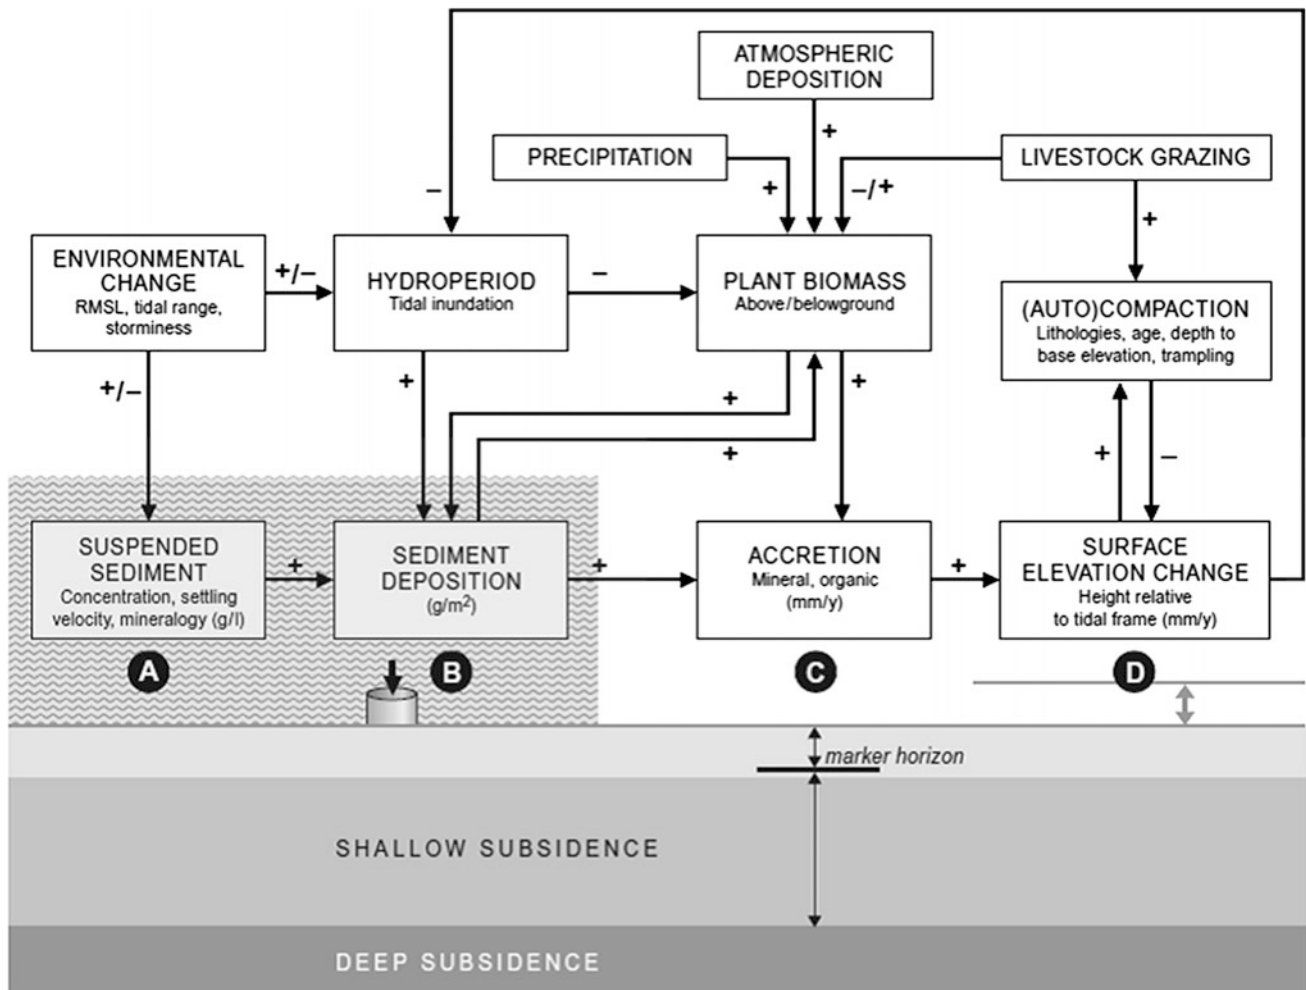 ATMOSPHERIC
DEPOSITION
+
PRECIPITATION
LIVESTOCK GRAZING
+
–/+
–
+
ENVIRONMENTAL
CHANGE
RMSL, tidal range,
storminess
+/–
HYDROPERIOD
Tidal inundation
–
PLANT BIOMASS
Above/belowground
(AUTO)COMPACTION
Lithologies, age, depth to
base elevation, trampling
+/–
+
+
+
+
+
–
SUSPENDED
SEDIMENT
Concentration, settling
velocity, mineralogy (g/l)
+
SEDIMENT
DEPOSITION
(g/m²)
+
ACCRETION
Mineral, organic
(mm/y)
+
SURFACE
ELEVATION CHANGE
Height relative
to tidal frame (mm/y)
A
B
C
D
marker horizon
SHALLOW SUBSIDENCE
DEEP SUBSIDENCE